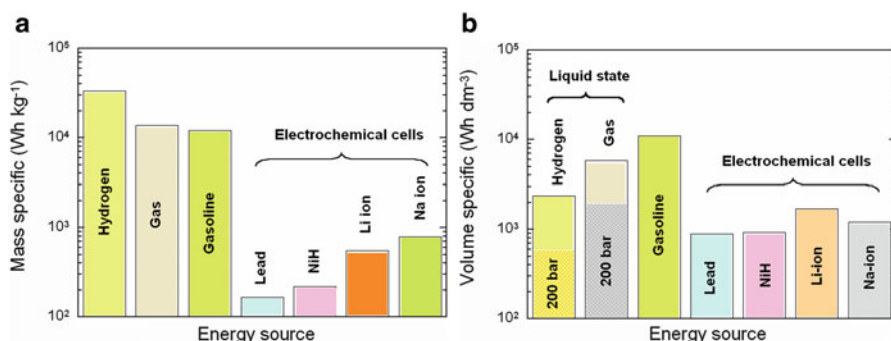 a
Mass specific (Wh kg-1)
10⁵
10⁴
10³
10²
Hydrogen
Gas
Gasoline
Electrochemical cells
Lead
NiH
Li ion
Na ion
Energy source
b
Volume specific (Wh dm-3)
10⁵
10⁴
10³
10²
Liquid state
Hydrogen
200 bar
Gas
200 bar
Gasoline
Electrochemical cells
Lead
NiH
Li-ion
Na-ion
Energy source